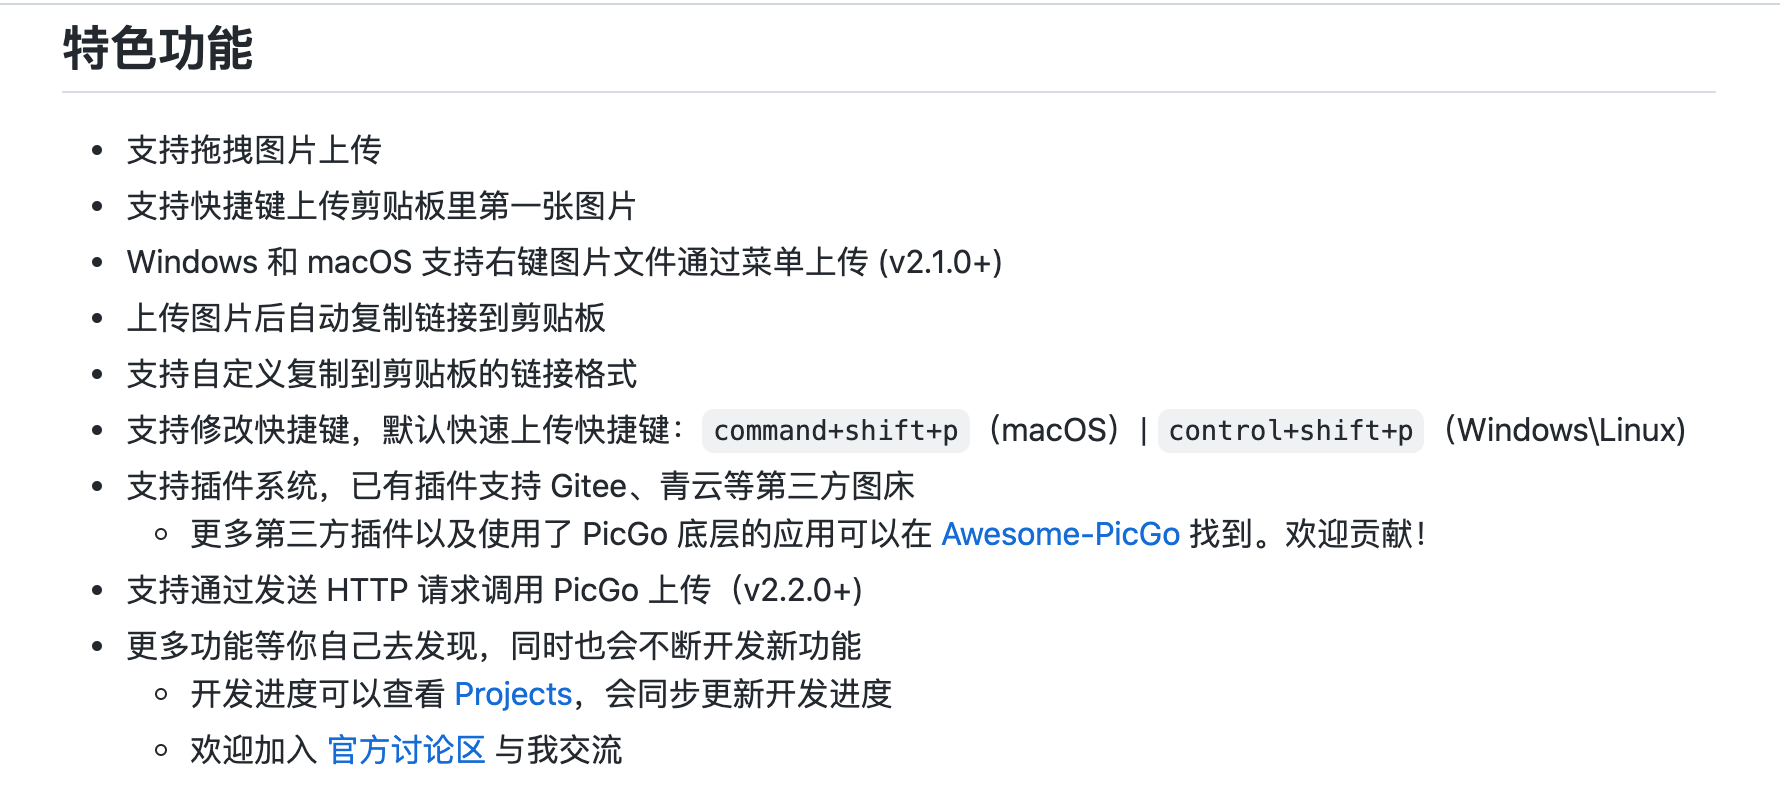 特色功能
支持拖拽图片上传
支持快捷键上传剪贴板里第一张图片
Windows 和 macOS 支持右键图片文件通过菜单上传 (v2.1.0+)
上传图片后自动复制链接到剪贴板
支持自定义复制到剪贴板的链接格式
支持修改快捷键，默认快速上传快捷键：command+shift+p（macOS）| control+shift+p（Windows\Linux)
支持插件系统，已有插件支持 Gitee、青云等第三方图床
更多第三方插件以及使用了 PicGo 底层的应用可以在 Awesome-PicGo 找到。欢迎贡献！
支持通过发送 HTTP 请求调用 PicGo 上传（v2.2.0+)
更多功能等你自己去发现，同时也会不断开发新功能
开发进度可以查看 Projects，会同步更新开发进度
欢迎加入 官方讨论区 与我交流